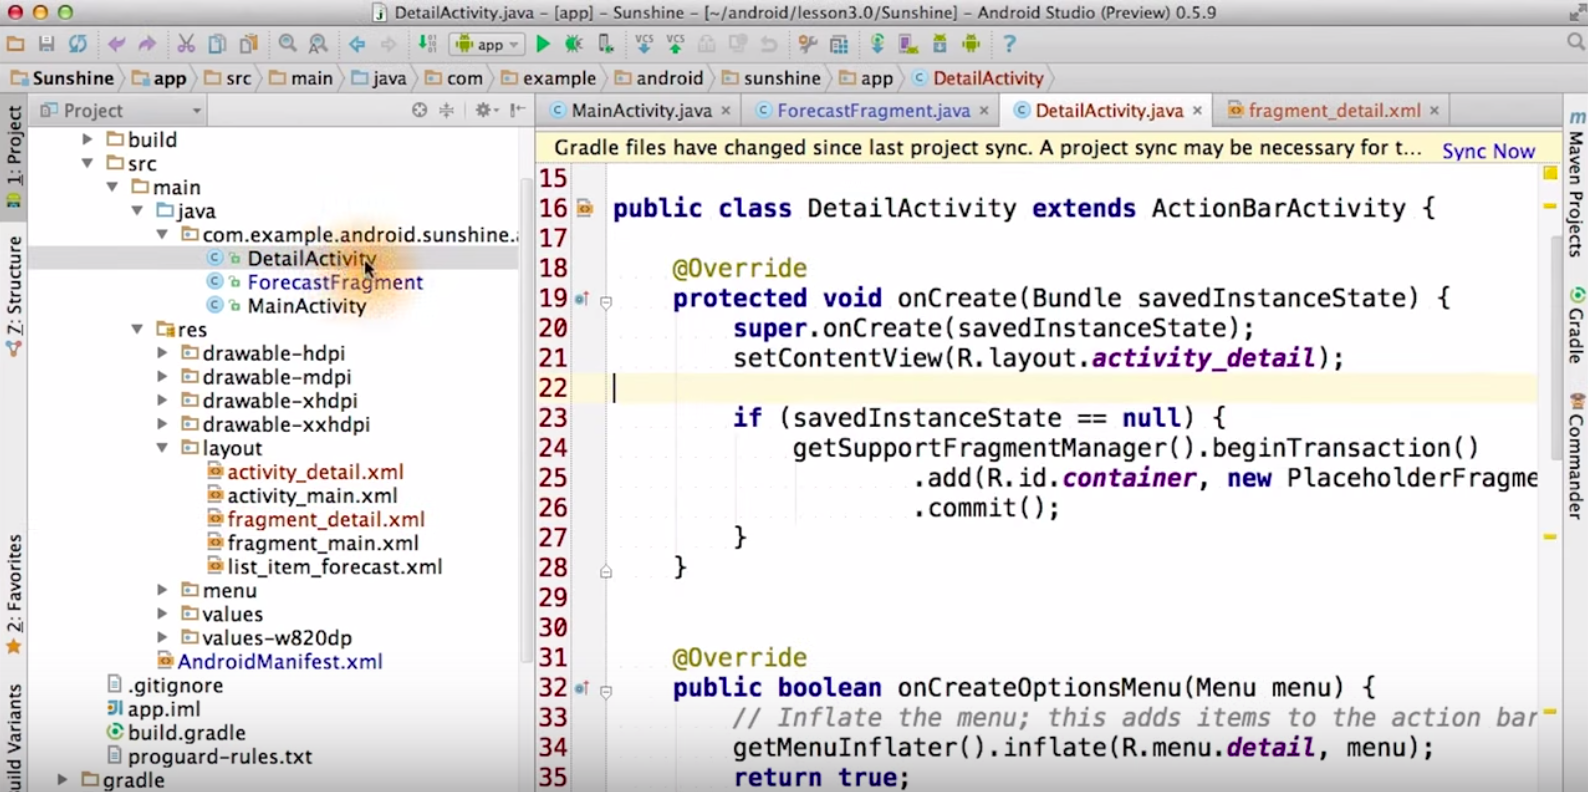 DetailActivity.java – [app] – Sunshine – [~/android/lesson3.0/Sunshine] – Android Studio (Preview) 0.5.9
app
VCS VCS
Sunshine app src main java com example android sunshine app DetailActivity
Project
MainActivity.java ForecastFragment.java DetailActivity.java fragment_detail.xml
Gradle files have changed since last project sync. A project sync may be necessary for t... Sync Now
1: Project
Z: Structure
2: Favorites
uild Variants
build
src
main
java
com.example.android.sunshine.
DetailActivity
ForecastFragment
MainActivity
res
drawable-hdpi
drawable-mdpi
drawable-xhdpi
drawable-xxhdpi
layout
activity_detail.xml
activity_main.xml
fragment_detail.xml
fragment_main.xml
list_item_forecast.xml
menu
values
values-w820dp
AndroidManifest.xml
.gitignore
app.iml
build.gradle
proguard-rules.txt
gradle
15
16 public class DetailActivity extends ActionBarActivity {
17
18 @Override
19 protected void onCreate(Bundle savedInstanceState) {
20 super.onCreate(savedInstanceState);
21 setContentView(R.layout.activity_detail);
22
23 if (savedInstanceState == null) {
24 getSupportFragmentManager().beginTransaction()
25 .add(R.id.container, new PlaceholderFragme
26 .commit();
27 }
28 }
29
30
31 @Override
32 public boolean onCreateOptionsMenu(Menu menu) {
33 // Inflate the menu; this adds items to the action bar
34 getMenuInflater().inflate(R.menu.detail, menu);
35 return true;
Maven Projects
Gradle
Commander